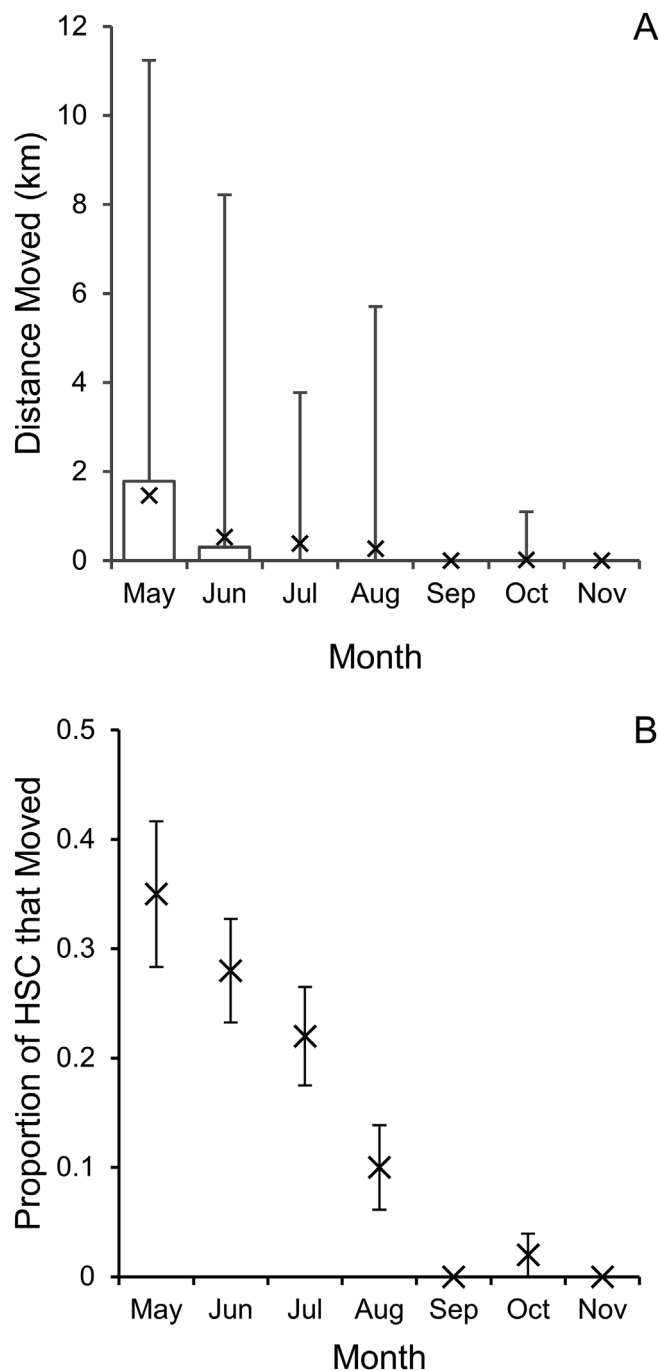 A
Distance Moved (km)
12
10
8
6
4
2
0
May Jun Jul Aug Sep Oct Nov
Month
B
Proportion of HSC that Moved
0.5
0.4
0.3
0.2
0.1
0
May Jun Jul Aug Sep Oct Nov
Month